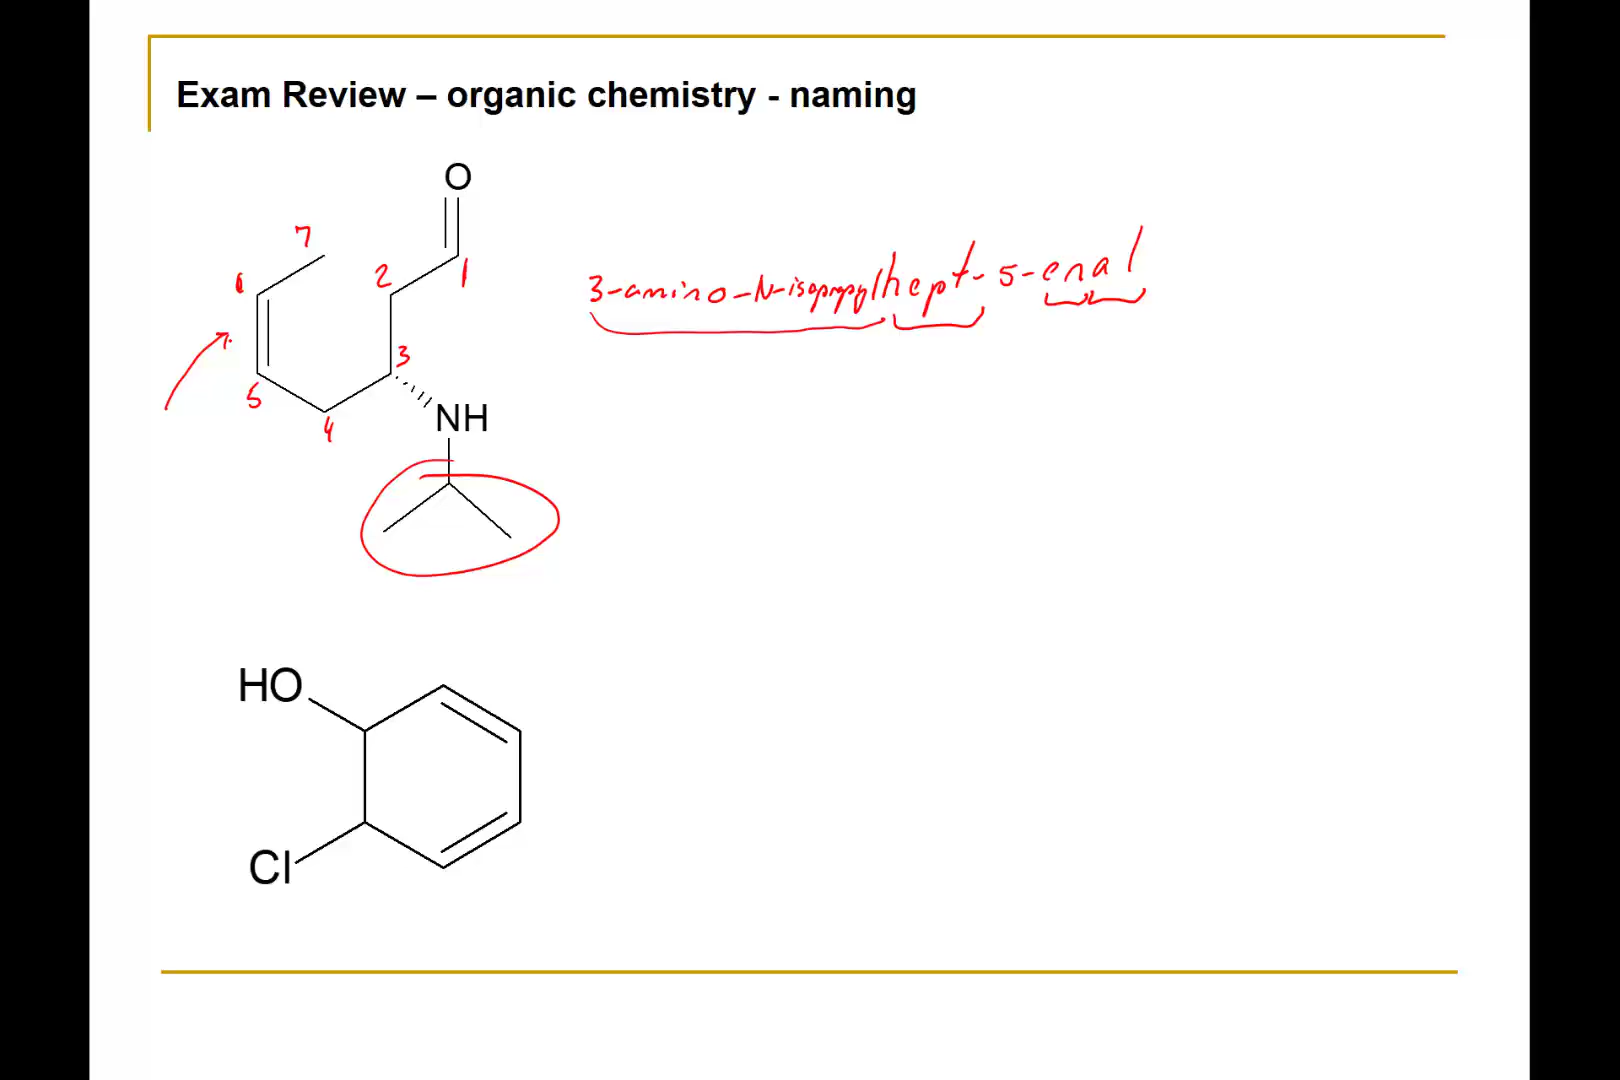 Exam Review – organic chemistry - naming
O
7
6
2
1
3-amino-N-isopropylhept-5-enal
3
5
4
NH
HO
Cl